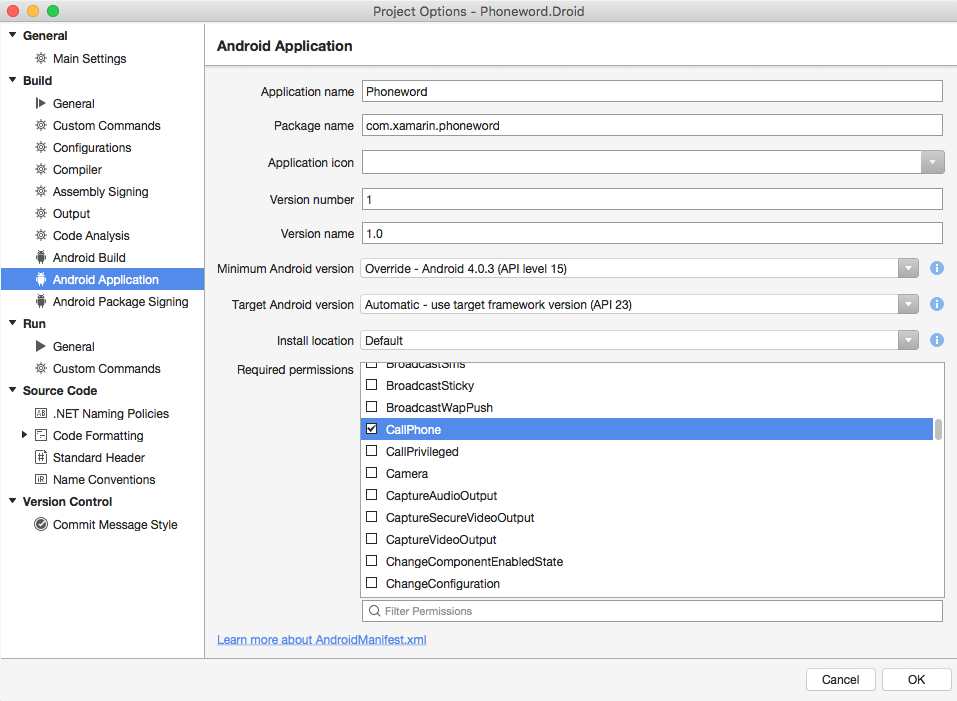 Project Options - Phoneword.Droid
General
Main Settings
Build
General
Custom Commands
Configurations
Compiler
Assembly Signing
Output
Code Analysis
Android Build
Android Application
Android Package Signing
Run
General
Custom Commands
Source Code
.NET Naming Policies
Code Formatting
Standard Header
Name Conventions
Version Control
Commit Message Style
Android Application
Application name Phoneword
Package name com.xamarin.phoneword
Application icon
Version number 1
Version name 1.0
Minimum Android version Override - Android 4.0.3 (API level 15)
Target Android version Automatic - use target framework version (API 23)
Install location Default
Required permissions BroadcastSms
BroadcastSticky
BroadcastWapPush
CallPhone
CallPrivileged
Camera
CaptureAudioOutput
CaptureSecureVideoOutput
CaptureVideoOutput
ChangeComponentEnabledState
ChangeConfiguration
Filter Permissions
Learn more about AndroidManifest.xml
Cancel OK